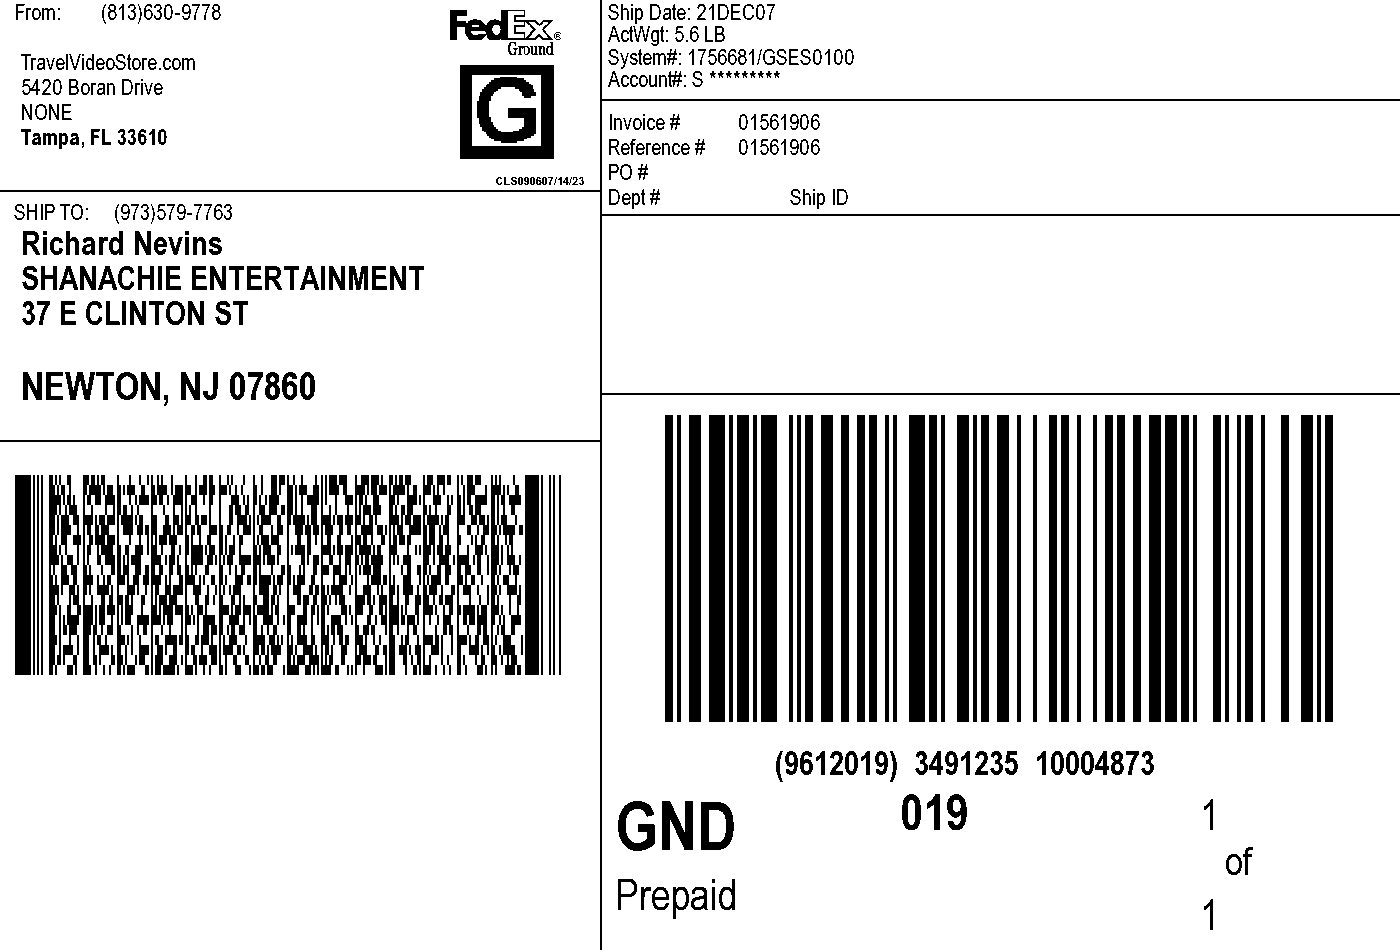 From: (813)630-9778
TravelVideoStore.com
5420 Boran Drive
NONE
Tampa, FL 33610
FedEx®
Ground
G
CLS090607/14/23
Ship Date: 21DEC07
ActWgt: 5.6 LB
System#: 1756681/GSES0100
Account#: S *********
Invoice # 01561906
Reference # 01561906
PO #
Dept # Ship ID
SHIP TO: (973)579-7763
Richard Nevins
SHANACHIE ENTERTAINMENT
37 E CLINTON ST
NEWTON, NJ 07860
(9612019) 3491235 10004873
GND 019 1
of
Prepaid 1